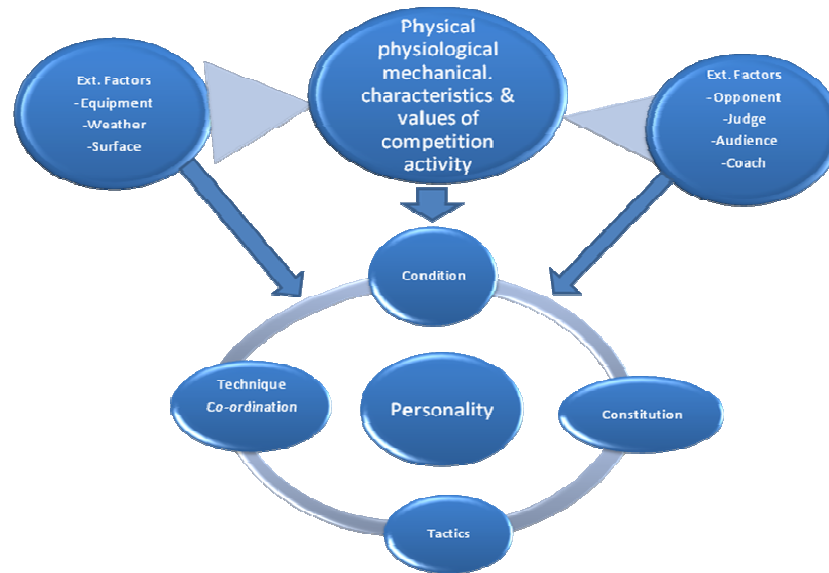 Ext. Factors
-Equipment
-Weather
-Surface
Physical
physiological
mechanical.
characteristics &
values of
competition
activity
Ext. Factors
-Opponent
-Judge
-Audience
-Coach
Condition
Technique
Co-ordination
Personality
Constitution
Tactics